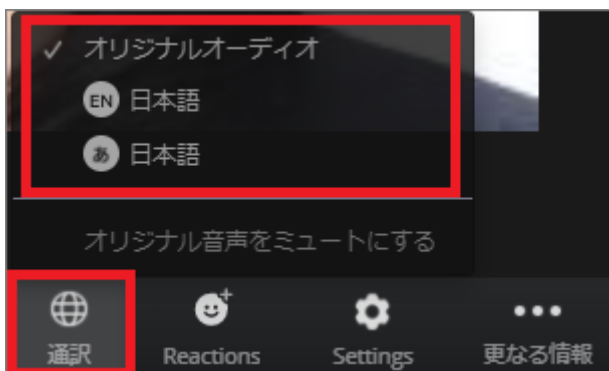 オリジナルオーディオ
EN 日本語
あ 日本語
オリジナル音声をミュートにする
通訳 Reactions Settings 更なる情報